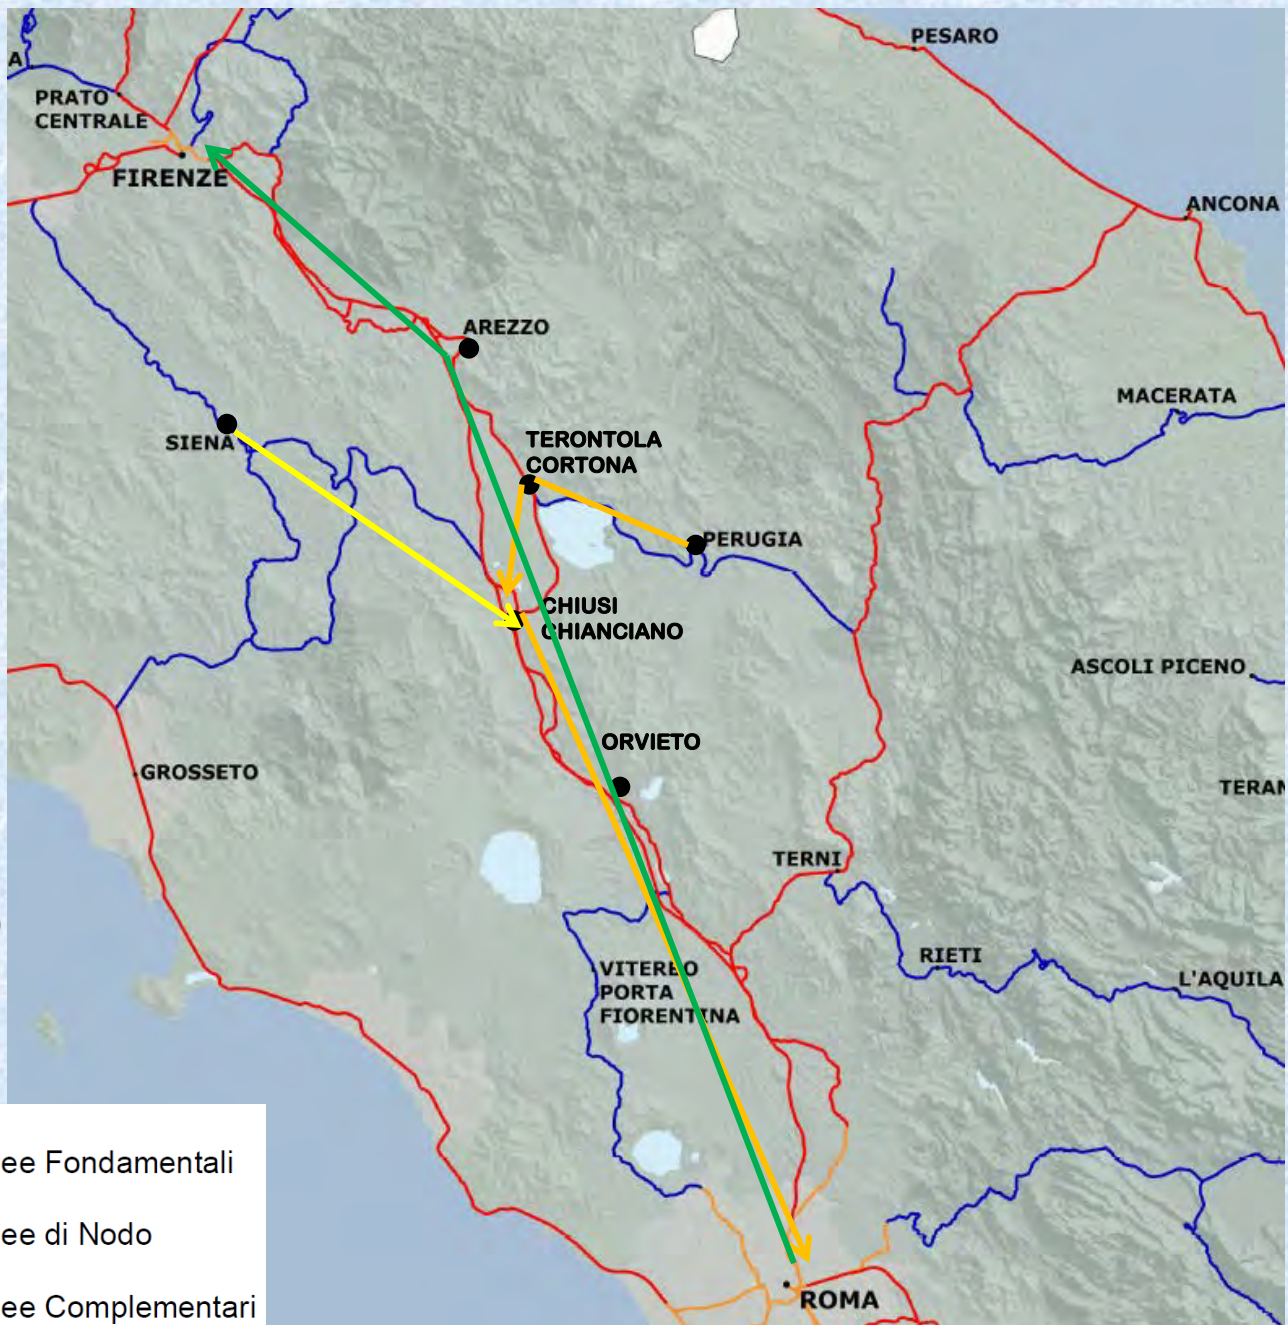 PESARO
A
PRATO
CENTRALE
FIRENZE
ANCONA
AREZZO
MACERATA
SIENA
TERONTOLA
CORTONA
PERUGIA
CHIUSI
CHIANCIANO
ASCOLI PICENO
ORVIETO
GROSSETO
TERAN
TERNI
RIETI
L'AQUILA
VITERBO
PORTA
FIORENTINA
ee Fondamentali
ee di Nodo
ee Complementari
ROMA